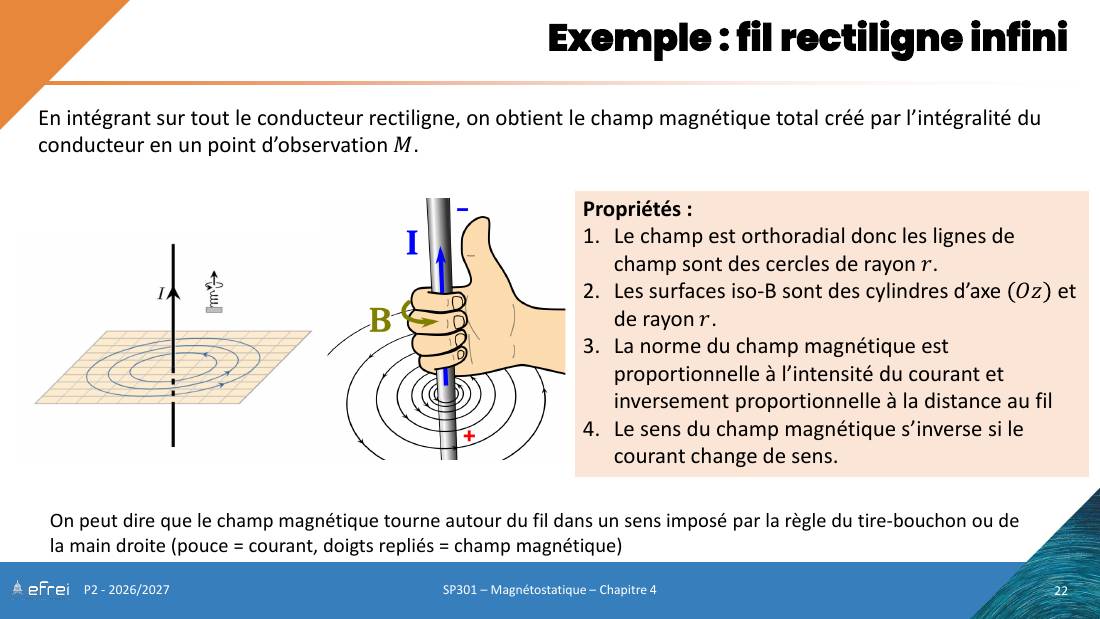 Exemple : fil rectiligne infini
En intégrant sur tout le conducteur rectiligne, on obtient le champ magnétique total créé par l’intégralité du
conducteur en un point d’observation 𝑀.
I
I
–
B
+
Propriétés :
1. Le champ est orthoradial donc les lignes de
champ sont des cercles de rayon 𝑟.
2. Les surfaces iso-B sont des cylindres d’axe (𝑂𝑧) et
de rayon 𝑟.
3. La norme du champ magnétique est
proportionnelle à l’intensité du courant et
inversement proportionnelle à la distance au fil
4. Le sens du champ magnétique s’inverse si le
courant change de sens.
On peut dire que le champ magnétique tourne autour du fil dans un sens imposé par la règle du tire-bouchon ou de
la main droite (pouce = courant, doigts repliés = champ magnétique)
efrei P2 - 2026/2027
SP301 – Magnétostatique – Chapitre 4
22